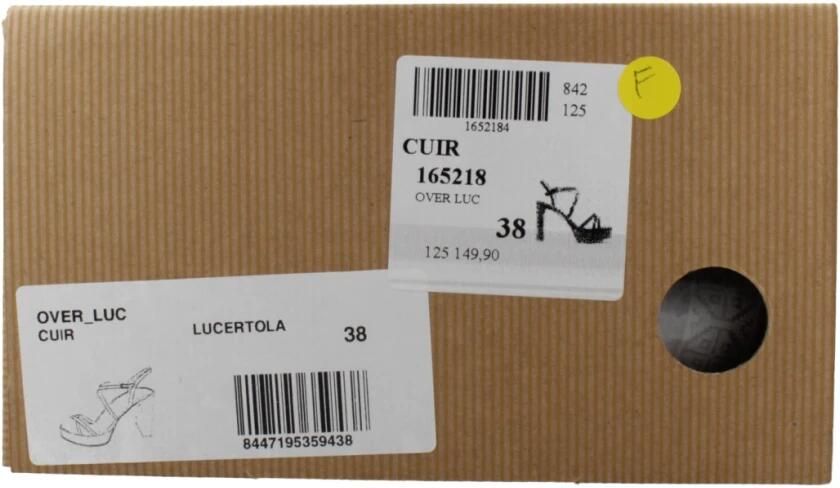 842
125
1652184
CUIR
165218
OVER LUC
38
125 149,90
F
OVER_LUC
CUIR
LUCERTOLA
38
8447195359438